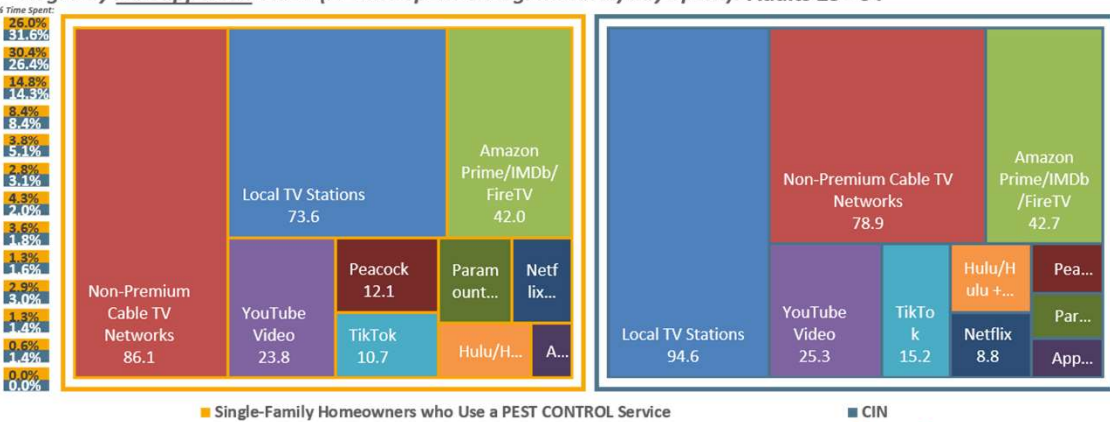 Adults 25 - 54
% Time Spent:
26.0%
31.6%
30.4%
26.4%
14.8%
14.3%
8.4%
8.4%
3.8%
5.1%
2.8%
3.1%
4.3%
2.0%
3.6%
1.8%
1.3%
1.6%
2.9%
3.0%
1.3%
1.4%
0.6%
1.4%
0.0%
0.0%
Non-Premium
Cable TV
Networks
86.1
Local TV Stations
73.6
Amazon
Prime/IMDb/
FireTV
42.0
YouTube
Video
23.8
Peacock
12.1
TikTok
10.7
Param
ount...
Netf
lix...
Hulu/H...
A...
Local TV Stations
94.6
Non-Premium Cable TV
Networks
78.9
Amazon
Prime/IMDb
/FireTV
42.7
YouTube
Video
25.3
TikTo
k
15.2
Hulu/H
ulu +...
Netflix
8.8
Pea...
Par...
App...
Single-Family Homeowners who Use a PEST CONTROL Service
CIN